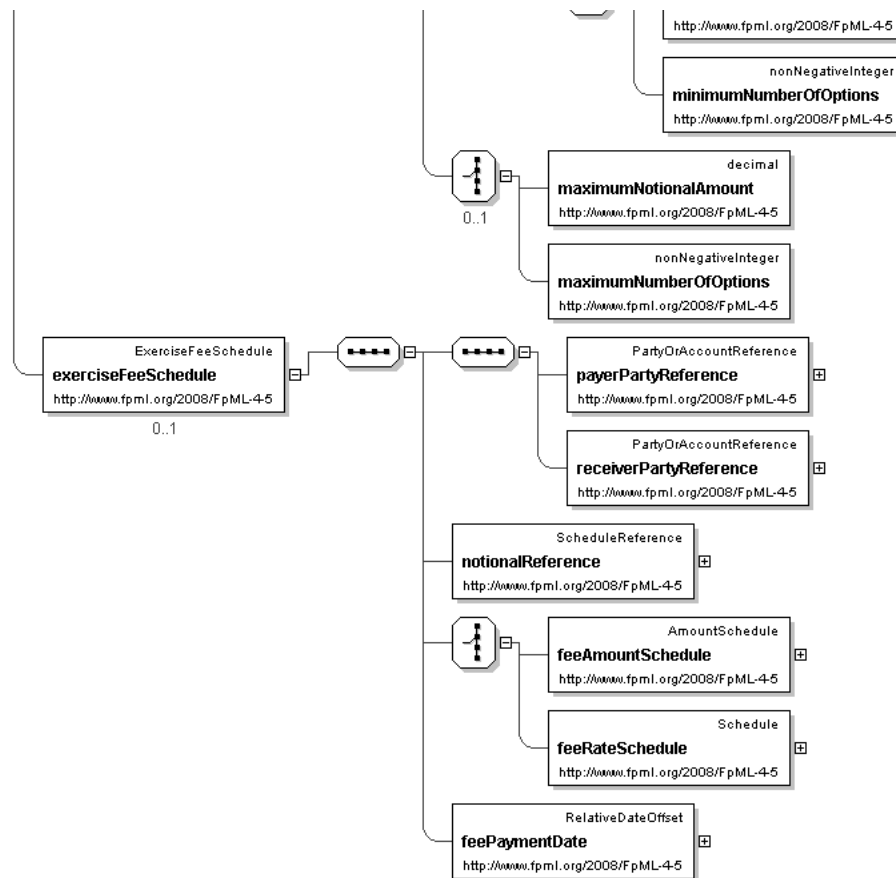 http://www.fpml.org/2008/FpML-4-5
nonNegativeInteger
minimumNumberOfOptions
http://www.fpml.org/2008/FpML-4-5
decimal
maximumNotionalAmount
http://www.fpml.org/2008/FpML-4-5
0..1
nonNegativeInteger
maximumNumberOfOptions
http://www.fpml.org/2008/FpML-4-5
ExerciseFeeSchedule
exerciseFeeSchedule
http://www.fpml.org/2008/FpML-4-5
0..1
PartyOrAccountReference
payerPartyReference
http://www.fpml.org/2008/FpML-4-5
PartyOrAccountReference
receiverPartyReference
http://www.fpml.org/2008/FpML-4-5
ScheduleReference
notionalReference
http://www.fpml.org/2008/FpML-4-5
AmountSchedule
feeAmountSchedule
http://www.fpml.org/2008/FpML-4-5
Schedule
feeRateSchedule
http://www.fpml.org/2008/FpML-4-5
RelativeDateOffset
feePaymentDate
http://www.fpml.org/2008/FpML-4-5